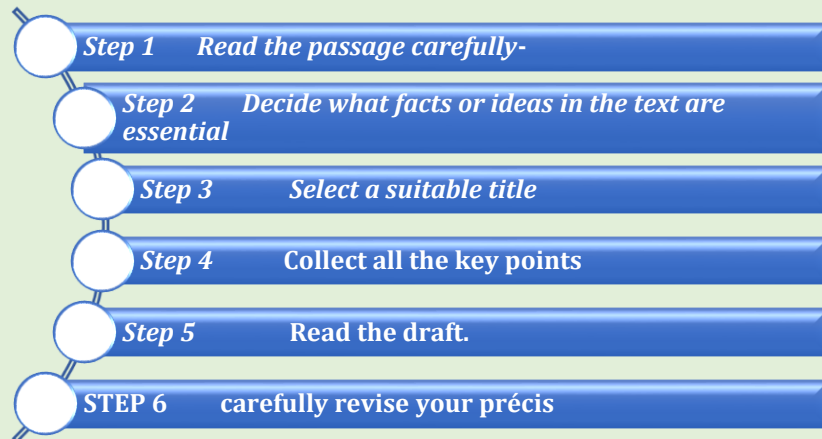 Step 1 Read the passage carefully-
Step 2 Decide what facts or ideas in the text are
essential
Step 3 Select a suitable title
Step 4 Collect all the key points
Step 5 Read the draft.
STEP 6 carefully revise your précis